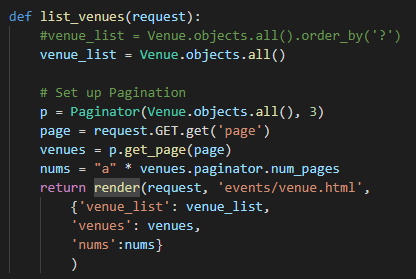 def list_venues(request):
    #venue_list = Venue.objects.all().order_by('?')
    venue_list = Venue.objects.all()
    # Set up Pagination
    p = Paginator(Venue.objects.all(), 3)
    page = request.GET.get('page')
    venues = p.get_page(page)
    nums = "a" * venues.paginator.num_pages
    return render(request, 'events/venue.html',
        {'venue_list': venue_list,
        'venues': venues,
        'nums':nums}
        )